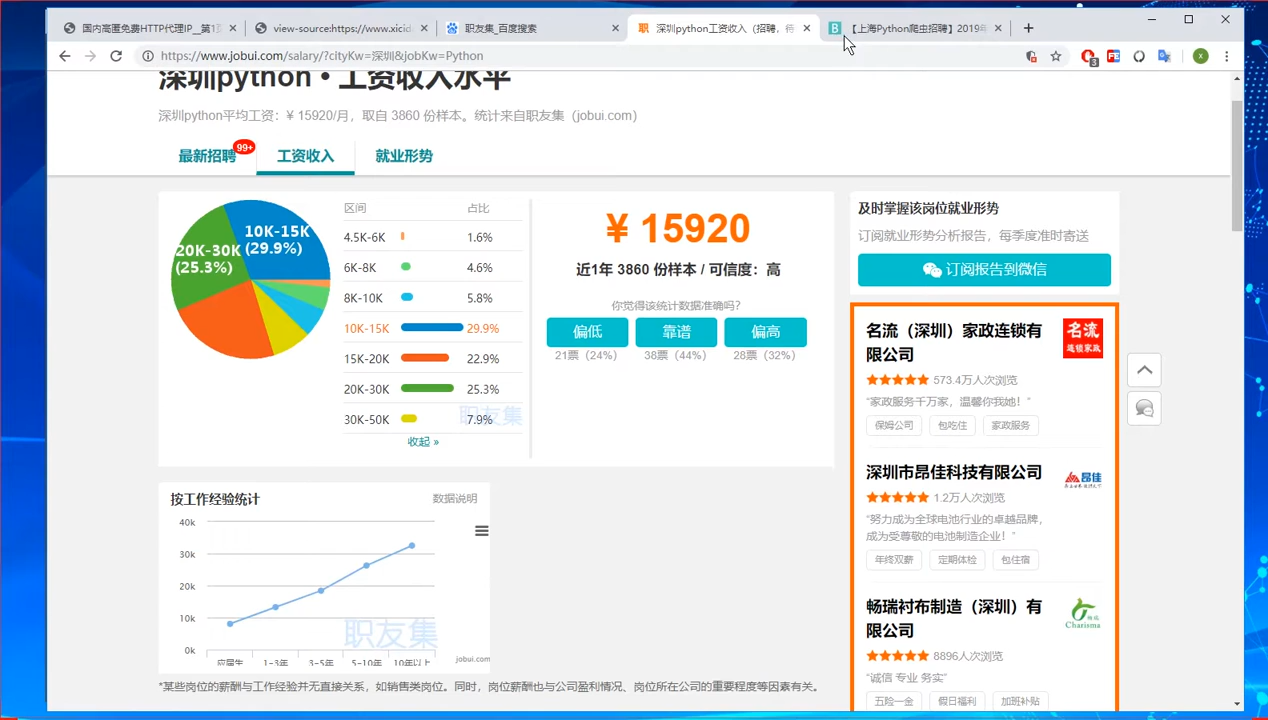 国内高匿免费HTTP代理IP__第1页
view-source:https://www.xicid
职友集_百度搜索
深圳python工资收入（招聘，待
【上海Python爬虫招聘】2019年
https://www.jobui.com/salary/?cityKw=深圳&jobKw=Python
3
x
深圳python • 工资收入水平
深圳python平均工资：¥ 15920/月，取自 3860 份样本。统计来自职友集（jobui.com）
最新招聘
99+
工资收入
就业形势
10K-15K
(29.9%)
20K-30K
(25.3%)
区间 占比
4.5K-6K 1.6%
6K-8K 4.6%
8K-10K 5.8%
10K-15K 29.9%
15K-20K 22.9%
20K-30K 25.3%
30K-50K 7.9%
职友集
收起 »
¥ 15920
近1年 3860 份样本 / 可信度：高
你觉得该统计数据准确吗?
偏低 靠谱 偏高
21票（24%） 38票（44%） 28票（32%）
按工作经验统计 数据说明
40k
30k
20k
10k
0k
应届生 1-3年 3-5年 5-10年 10年以上
职友集
jobui.com
*某些岗位的薪酬与工作经验并无直接关系，如销售类岗位。同时，岗位薪酬也与公司盈利情况、岗位所在公司的重要程度等因素有关。
及时掌握该岗位就业形势
订阅就业形势分析报告，每季度准时寄送
订阅报告到微信
名流（深圳）家政连锁有
限公司
名流
连锁家政
573.4万人次浏览
“家政服务千万家，温馨你我她！”
保姆公司 包吃住 家政服务
深圳市昂佳科技有限公司
昂佳
1.2万人次浏览
“努力成为全球电池行业的卓越品牌，
成为受尊敬的电池制造企业！”
年终双薪 定期体检 包住宿
畅瑞衬布制造（深圳）有
限公司
Charisma
8896人次浏览
“诚信 专业 务实”
五险一金 假日福利 加班补贴